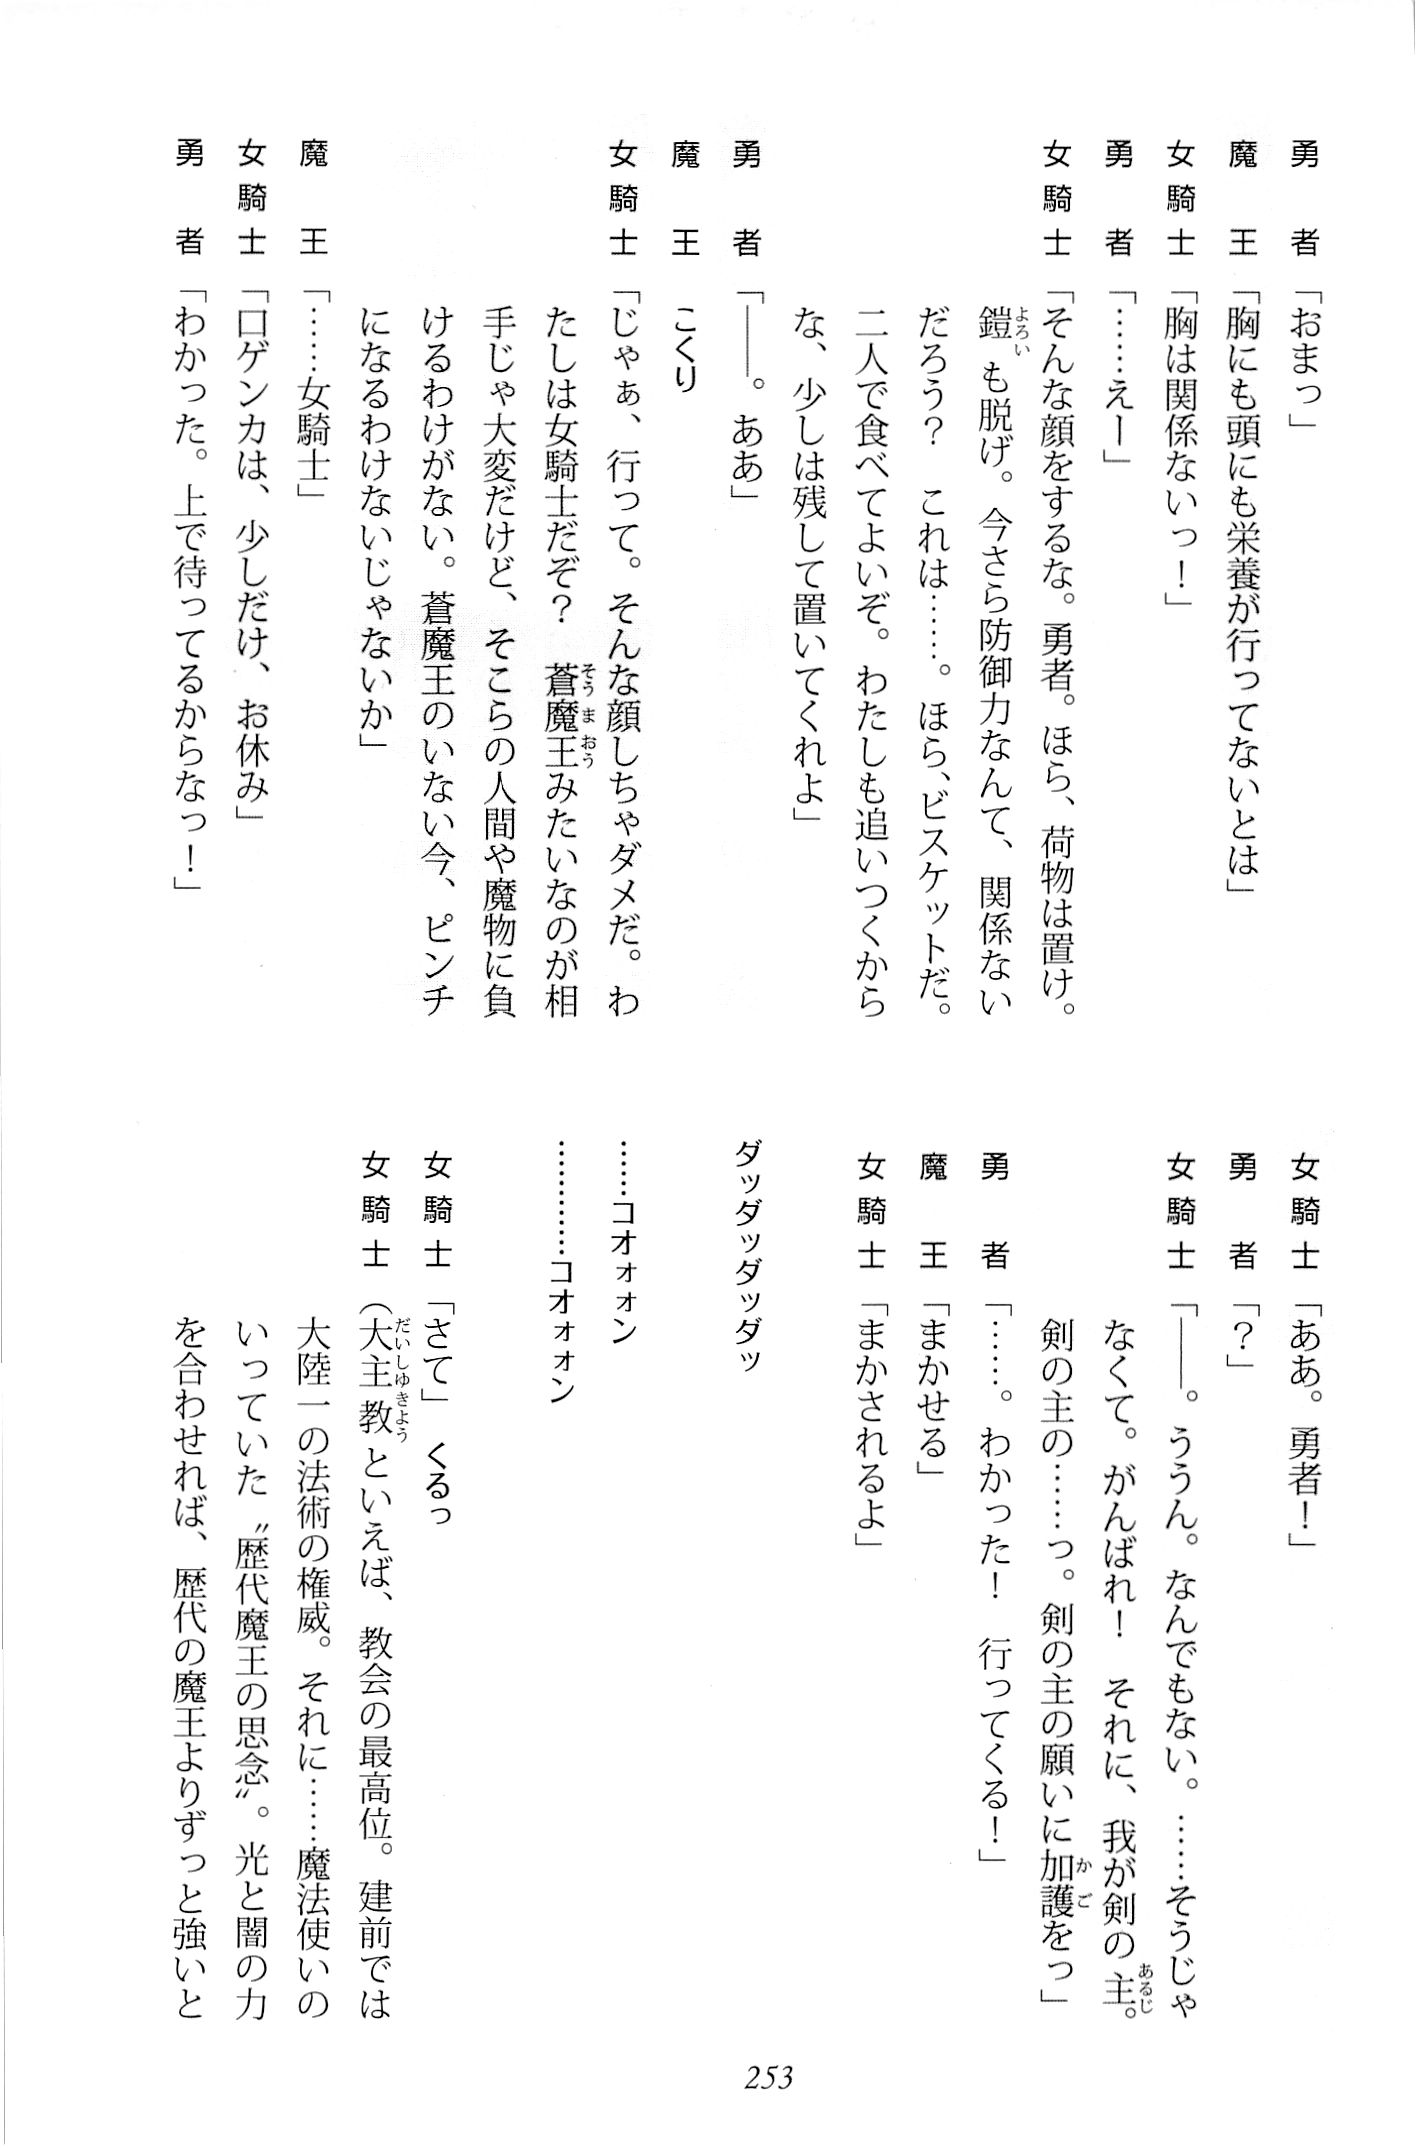 勇者「おまっ」
魔王「胸にも頭にも栄養が行ってないとは」
女騎士「胸は関係ないっ！」
勇者「……えー」
女騎士「そんな顔をするな。勇者。ほら、荷物は置け。
鎧も脱げ。今さら防御力なんて、関係ない
だろう？　これは……。ほら、ビスケットだ。
二人で食べてよいぞ。わたしも追いつくから
な、少しは残して置いてくれよ」
勇者「――。ああ」
魔王　こくり
女騎士「じゃぁ、行って。そんな顔しちゃダメだ。わ
たしは女騎士だぞ？　蒼魔王みたいなのが相
手じゃ大変だけど、そこらの人間や魔物に負
けるわけがない。蒼魔王のいない今、ピンチ
になるわけないじゃないか」
魔王「……女騎士」
女騎士「口ゲンカは、少しだけ、お休み」
勇者「わかった。上で待ってるからなっ！」
女騎士「ああ。勇者！」
勇者「？」
女騎士「――。ううん。なんでもない。……そうじゃ
なくて。がんばれ！　それに、我が剣の主。
剣の主の……っ。剣の主の願いに加護をっ」
勇者「……。わかった！　行ってくる！」
魔王「まかせる」
女騎士「まかされるよ」
ダッダッダッダッ
……コオォォン
…………コオォォン
女騎士「さて」　くるっ
女騎士（大主教といえば、教会の最高位。建前では
大陸一の法術の権威。それに……魔法使いの
いっていた〝歴代魔王の思念〟。光と闇の力
を合わせれば、歴代の魔王よりずっと強いと
253